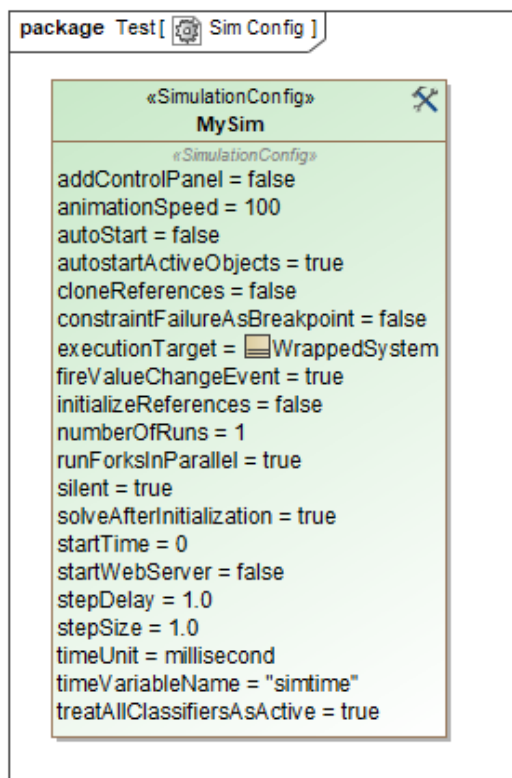 package Test[ Sim Config ]
«SimulationConfig»
MySim
«SimulationConfig»
addControlPanel = false
animationSpeed = 100
autoStart = false
autostartActiveObjects = true
cloneReferences = false
constraintFailureAsBreakpoint = false
executionTarget = WrappedSystem
fireValueChangeEvent = true
initializeReferences = false
numberOfRuns = 1
runForksInParallel = true
silent = true
solveAfterInitialization = true
startTime = 0
startWebServer = false
stepDelay = 1.0
stepSize = 1.0
timeUnit = millisecond
timeVariableName = "simtime"
treatAllClassifiersAsActive = true